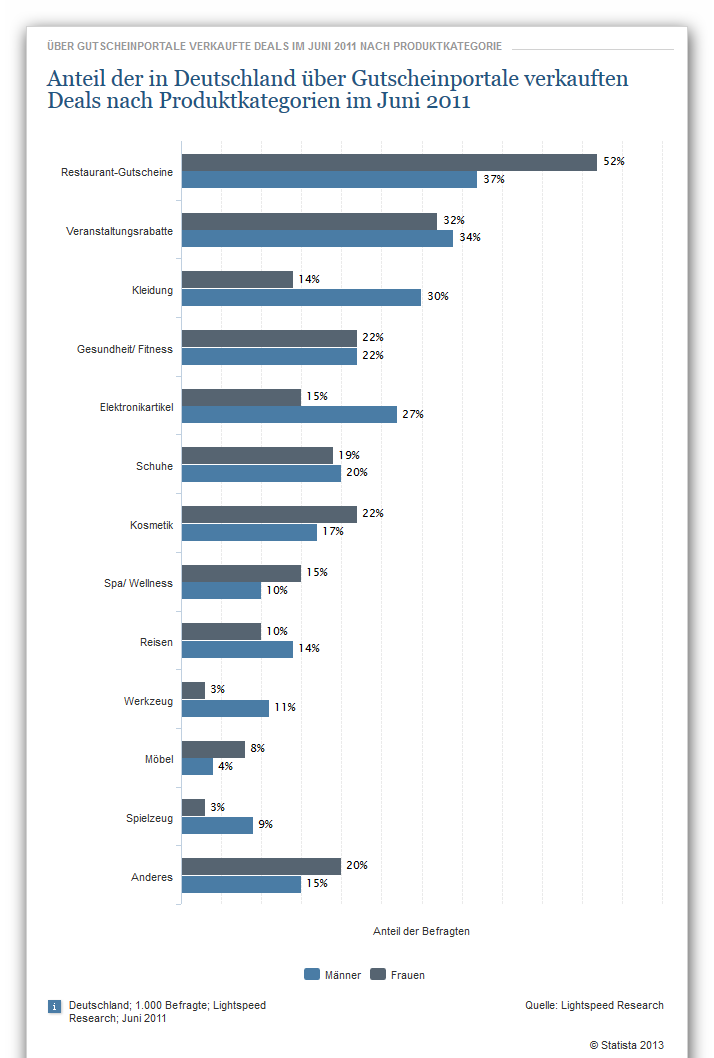 ÜBER GUTSCHEINPORTALE VERKAUFTE DEALS IM JUNI 2011 NACH PRODUKTKATEGORIE
Anteil der in Deutschland über Gutscheinportale verkauften
Deals nach Produktkategorien im Juni 2011
52%
Restaurant-Gutscheine
37%
32%
Veranstaltungsrabatte
34%
14%
Kleidung
30%
22%
Gesundheit/ Fitness
22%
15%
Elektronikartikel
27%
19%
Schuhe
20%
22%
Kosmetik
17%
15%
Spa/ Wellness
10%
10%
Reisen
14%
3%
Werkzeug
11%
8%
Möbel
4%
3%
Spielzeug
9%
20%
Anderes
15%
Anteil der Befragten
Männer Frauen
i Deutschland; 1.000 Befragte; Lightspeed
Research; Juni 2011
Quelle: Lightspeed Research
© Statista 2013